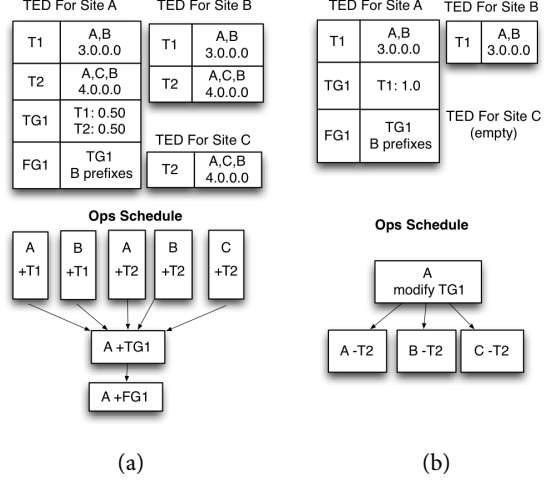 TED For Site A
T1
A,B
3.0.0.0
T2
A,C,B
4.0.0.0
TG1
T1: 0.50
T2: 0.50
FG1
TG1
B prefixes
TED For Site B
T1
A,B
3.0.0.0
T2
A,C,B
4.0.0.0
TED For Site C
T2
A,C,B
4.0.0.0
Ops Schedule
A
+T1
B
+T1
A
+T2
B
+T2
C
+T2
A +TG1
A +FG1
(a)
TED For Site A
T1
A,B
3.0.0.0
TG1
T1: 1.0
FG1
TG1
B prefixes
TED For Site B
T1
A,B
3.0.0.0
TED For Site C
(empty)
Ops Schedule
A
modify TG1
A -T2
B -T2
C -T2
(b)